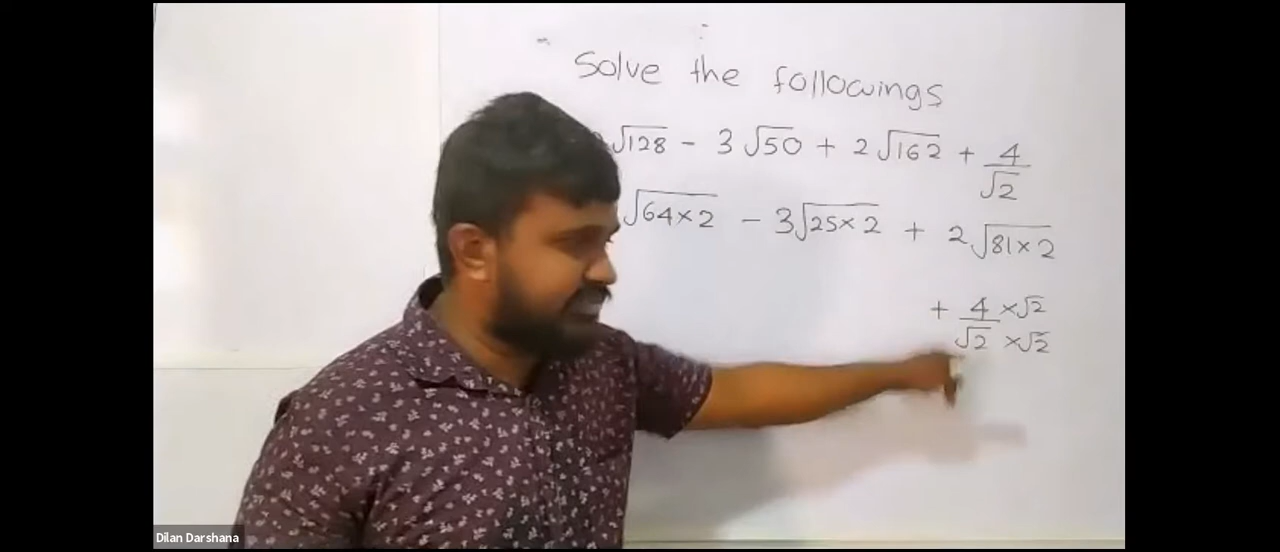 Solve the followings
√128 - 3√50 + 2√162 + 4/√2
√64×2 - 3√25×2 + 2√81×2
+ 4×√2/√2×√2
Dilan Darshana